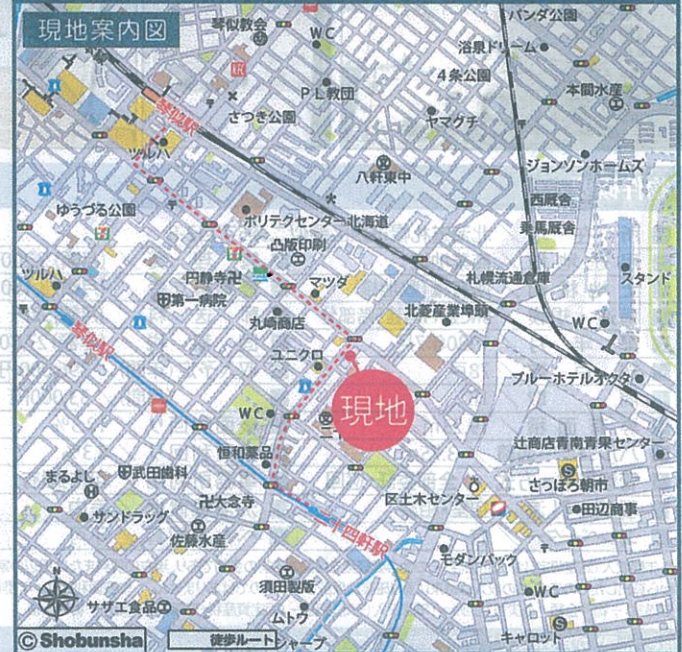 現地案内図
琴似教会
WC
パンダ公園
浴泉ドリーム
4条公園
本間水産
PL教団
さつき公園
ヤマグチ
琴似駅
ツルハ
八軒東中
ジョンソンホームズ
西厩舎
ゆうづる公園
ポリテクセンター北海道
乗馬厩舎
凸版印刷
円静寺卍
マツダ
札幌流通倉庫
スタンド
ツルハ
第一病院
丸崎商店
北菱産業埠頭
WC
琴似駅
ユニクロ
ブルーホテルオクタ
現地
WC
二十
辻商店青南青果センター
恒和薬品
まるよし
武田歯科
さっぽろ朝市
卍大念寺
区土木センター
田辺商事
サンドラッグ
二十四軒駅
佐藤水産
モダンパック
N
須田製版
WC
サザエ食品
ムトウ
キャロット
© Shobunsha
徒歩ルート
シャープ